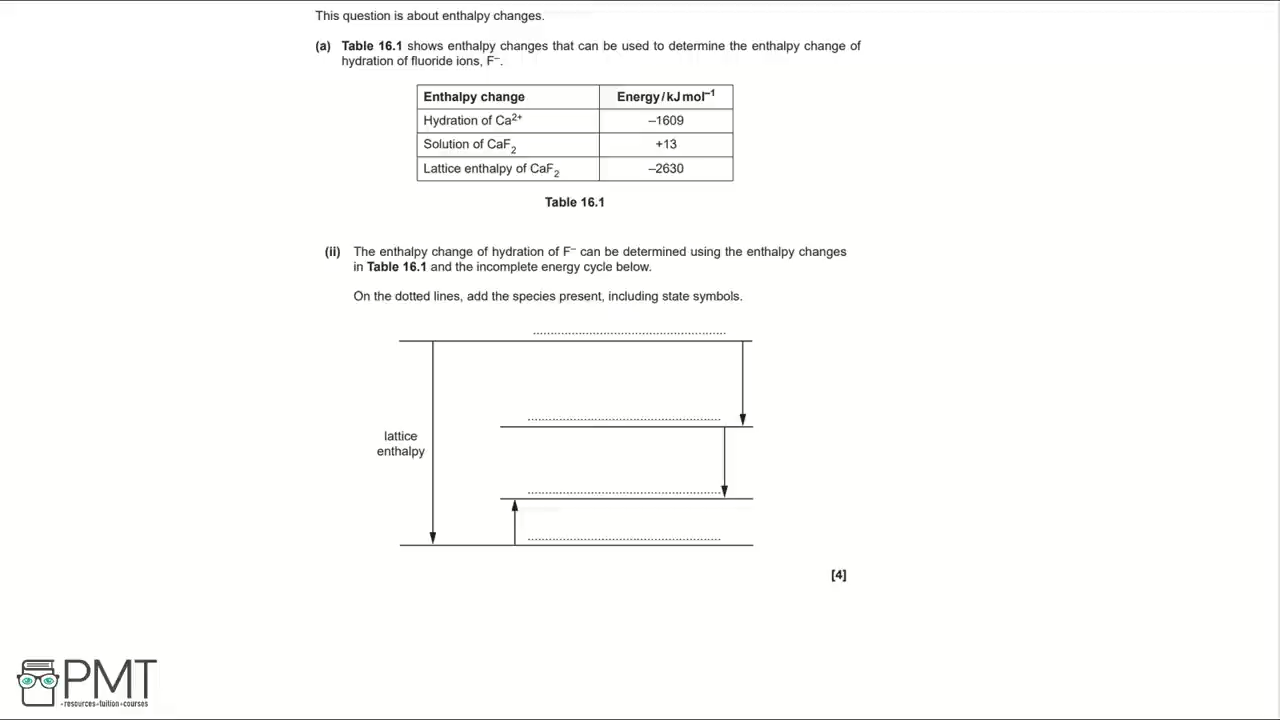 This question is about enthalpy changes.
(a) Table 16.1 shows enthalpy changes that can be used to determine the enthalpy change of
hydration of fluoride ions, F⁻.
Enthalpy change Energy/kJ mol⁻¹
Hydration of Ca²⁺ –1609
Solution of CaF₂ +13
Lattice enthalpy of CaF₂ –2630
Table 16.1
(ii) The enthalpy change of hydration of F⁻ can be determined using the enthalpy changes
in Table 16.1 and the incomplete energy cycle below.
On the dotted lines, add the species present, including state symbols.
lattice
enthalpy
[4]
PMT
resources•tuition•courses